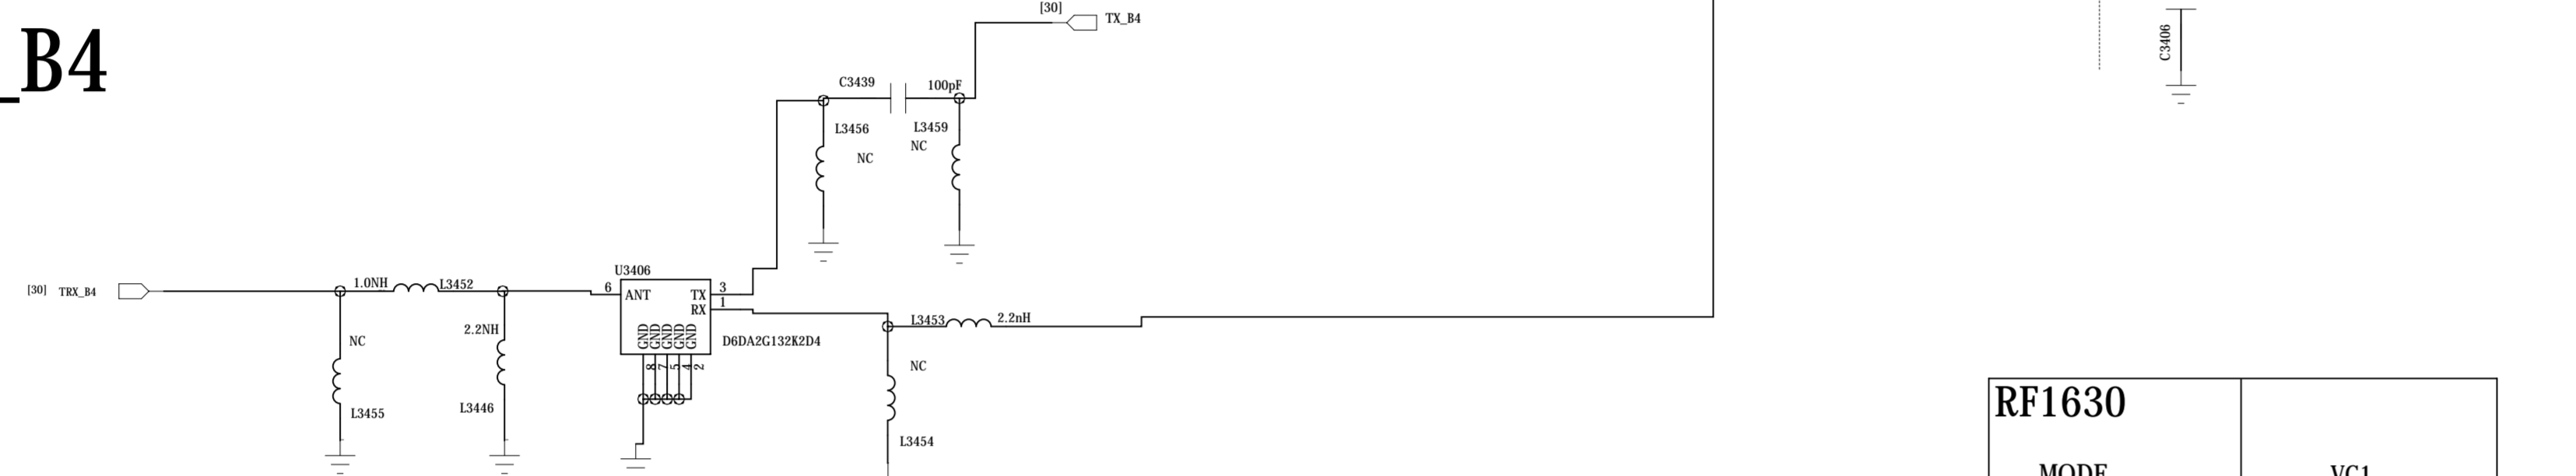 [30]
TX_B4
_B4
C3406
C3439
100pF
L3456
L3459
NC
NC
U3406
[30] TRX_B4
1.0NH
L3452
6
ANT
TX
3
RX
1
L3453
2.2nH
2.2NH
GND
GND
GND
GND
GND
D6DA2G132K2D4
NC
8
7
5
4
2
NC
RF1630
L3446
L3455
L3454
MODE
VC1